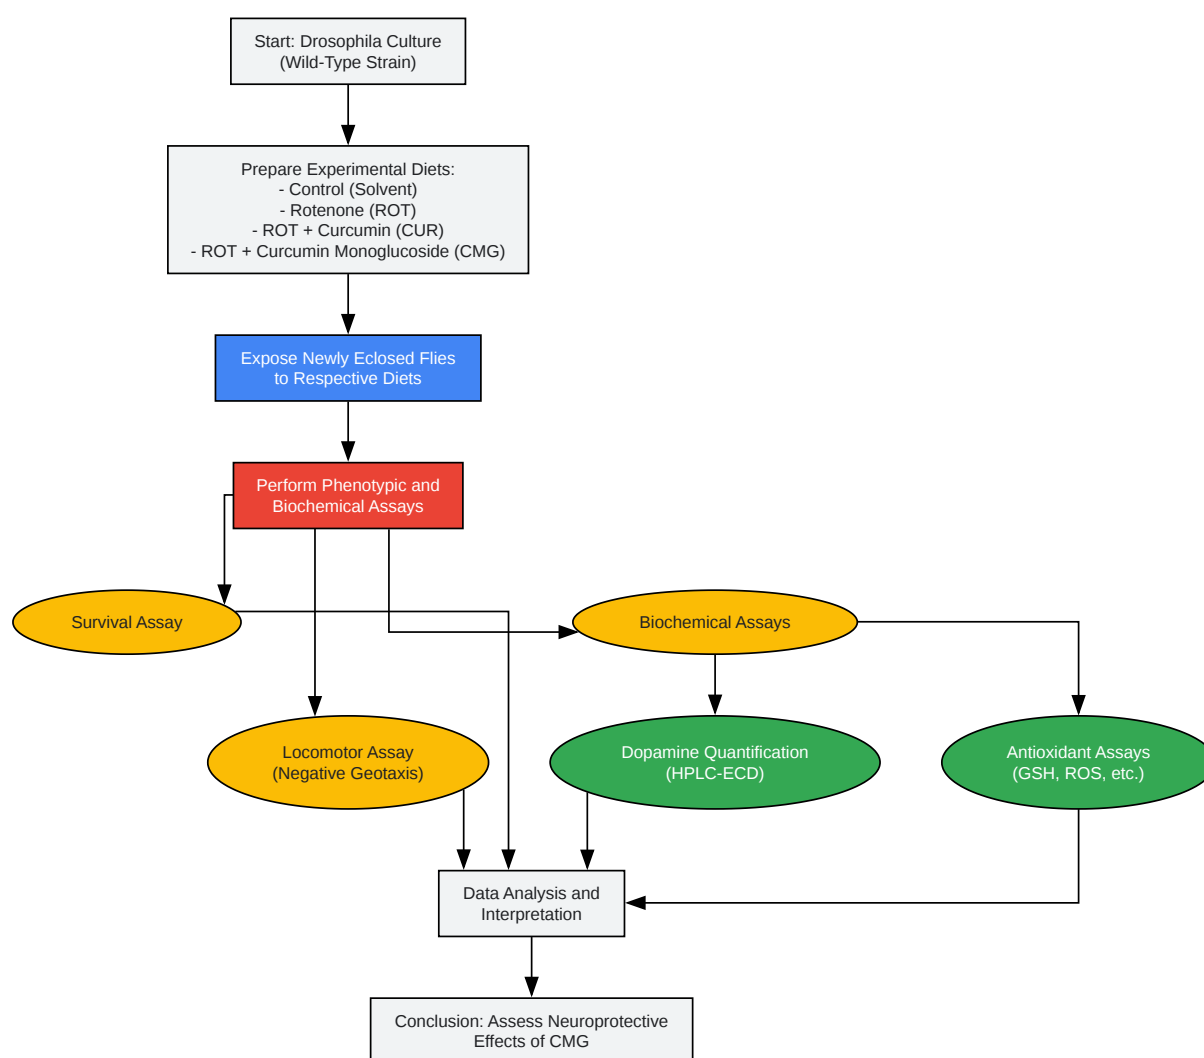 Start: Drosophila Culture
(Wild-Type Strain)
Prepare Experimental Diets:
- Control (Solvent)
- Rotenone (ROT)
- ROT + Curcumin (CUR)
- ROT + Curcumin Monoglucoside (CMG)
Expose Newly Eclosed Flies
to Respective Diets
Perform Phenotypic and
Biochemical Assays
Survival Assay
Biochemical Assays
Locomotor Assay
(Negative Geotaxis)
Dopamine Quantification
(HPLC-ECD)
Antioxidant Assays
(GSH, ROS, etc.)
Data Analysis and
Interpretation
Conclusion: Assess Neuroprotective
Effects of CMG